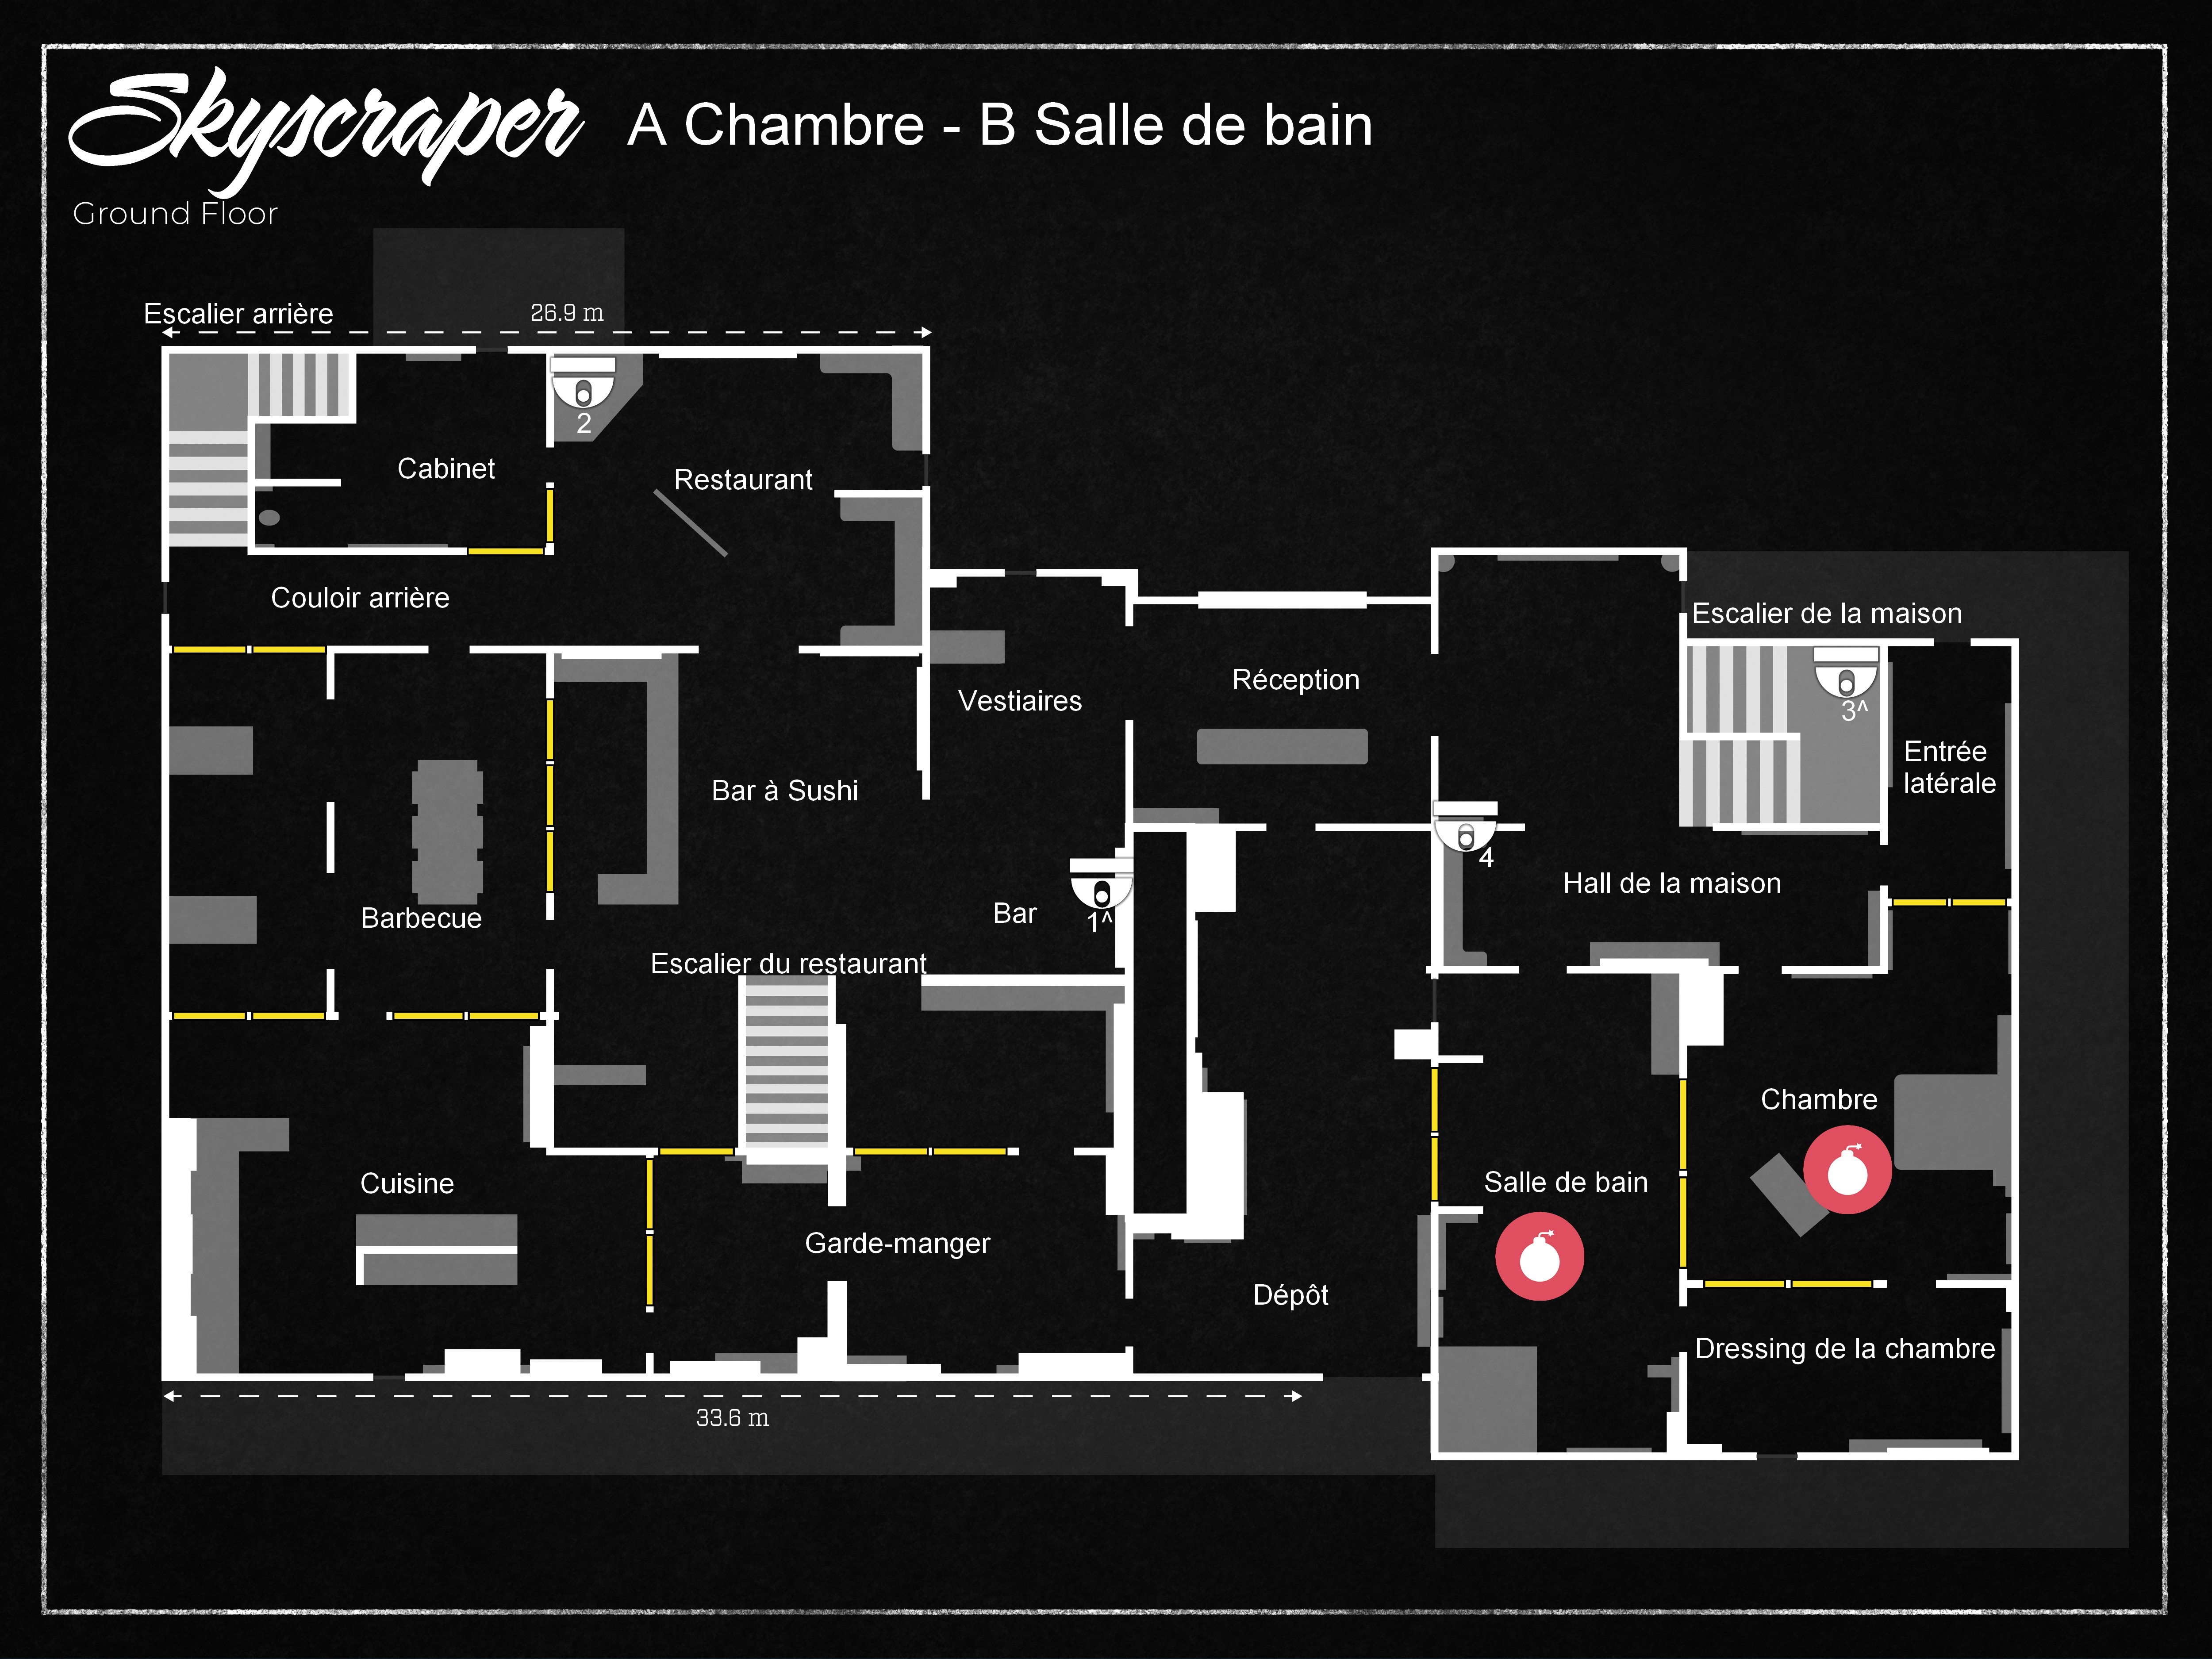 Skyscraper
A Chambre - B Salle de bain
Ground Floor
Escalier arrière
26.9 m
2
Cabinet
Restaurant
Couloir arrière
Escalier de la maison
Vestiaires
Réception
3^
Entrée
latérale
Bar à Sushi
4
Hall de la maison
Barbecue
Bar
1^
Escalier du restaurant
Chambre
Cuisine
Salle de bain
Garde-manger
Dépôt
Dressing de la chambre
33.6 m